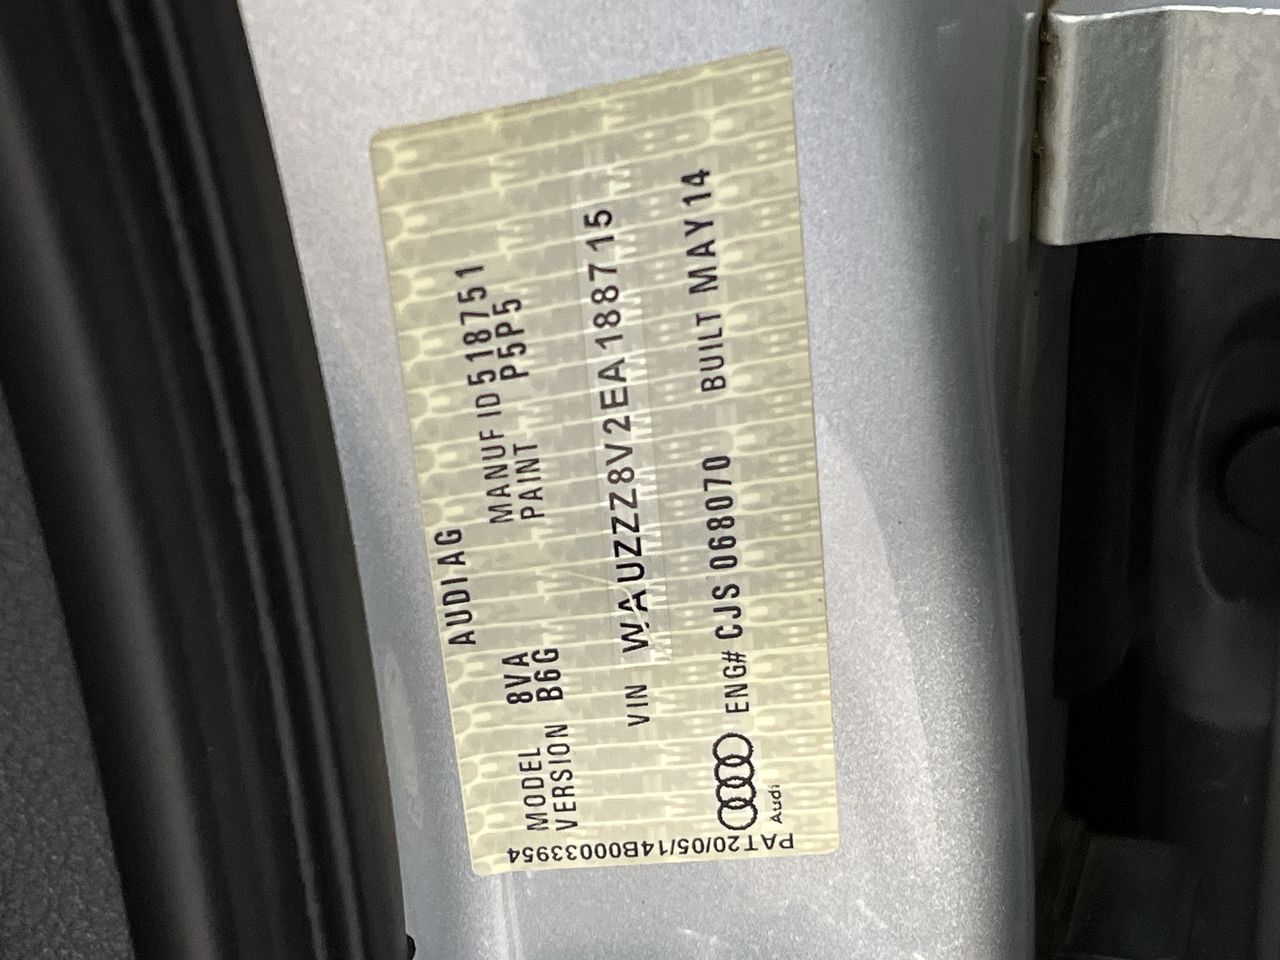 AUDI AG
MODEL 8VA MANUF ID 518751
VERSION B6G PAINT P5P5
VIN WAUZZZ8V2EA188715
ENG# CJS 068070 BUILT MAY 14
Audi
PAT20/05/14B00033954